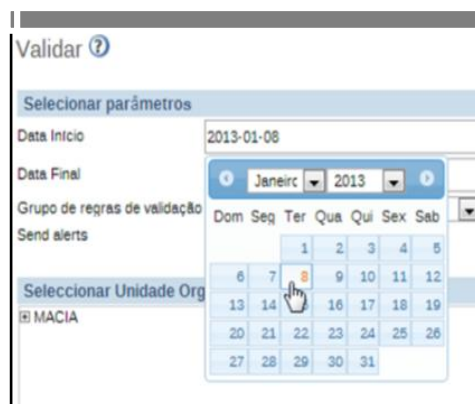 Validar ?
Selecionar parâmetros
Data Início 2013-01-08
Data Final
Janeirc 2013
Grupo de regras de validação
Dom Seg Ter Qua Qui Sex Sab
Send alerts
1 2 3 4 5
6 7 8 9 10 11 12
Seleccionar Unidade Org
13 14 16 17 18 19
MACIA
20 21 22 23 24 25 26
27 28 29 30 31